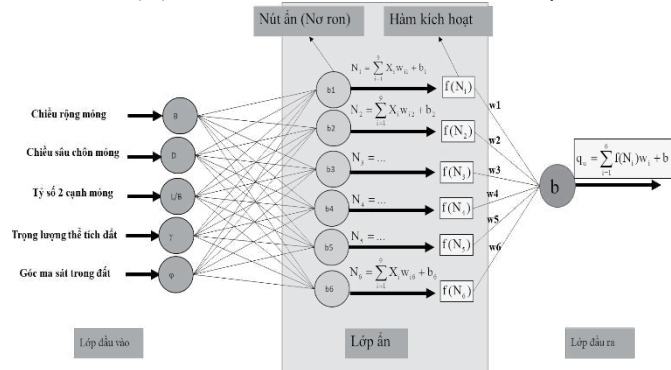 Nút ẩn (Nơ ron)
Hàm kích hoạt
Chiều rộng móng
Chiều sâu chôn móng
Tỷ số 2 cạnh móng
Trọng lượng thể tích đất
Góc ma sát trong đất
B
D
L/B
γ
φ
b1
b2
b3
b4
b5
b6
N₁ = ∑ Xᵢwᵢ₁ + b₁
N₂ = ∑ Xᵢwᵢ₂ + b₂
N₃ = ...
N₄ = ...
N₅ = ...
N₆ = ∑ Xᵢwᵢ₆ + b₆
f(N₁)
f(N₂)
f(N₃)
f(N₄)
f(N₅)
f(N₆)
w1
w2
w3
w4
w5
w6
b
qᵤ = ∑ f(Nᵢ)wᵢ + b
Lớp đầu vào
Lớp ẩn
Lớp đầu ra